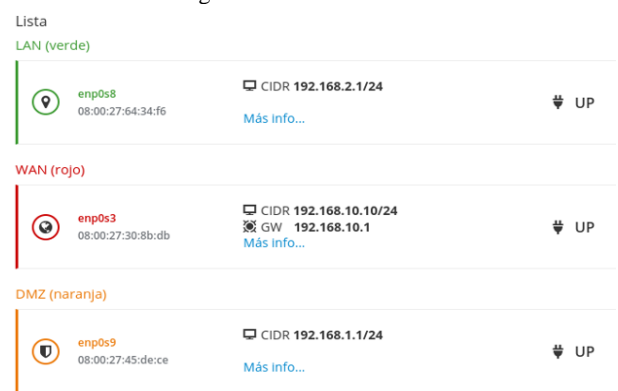 Lista
LAN (verde)
enp0s8
08:00:27:64:34:f6
CIDR 192.168.2.1/24
Más info...
UP
WAN (rojo)
enp0s3
08:00:27:30:8b:db
CIDR 192.168.10.10/24
GW 192.168.10.1
Más info...
UP
DMZ (naranja)
enp0s9
08:00:27:45:de:ce
CIDR 192.168.1.1/24
Más info...
UP